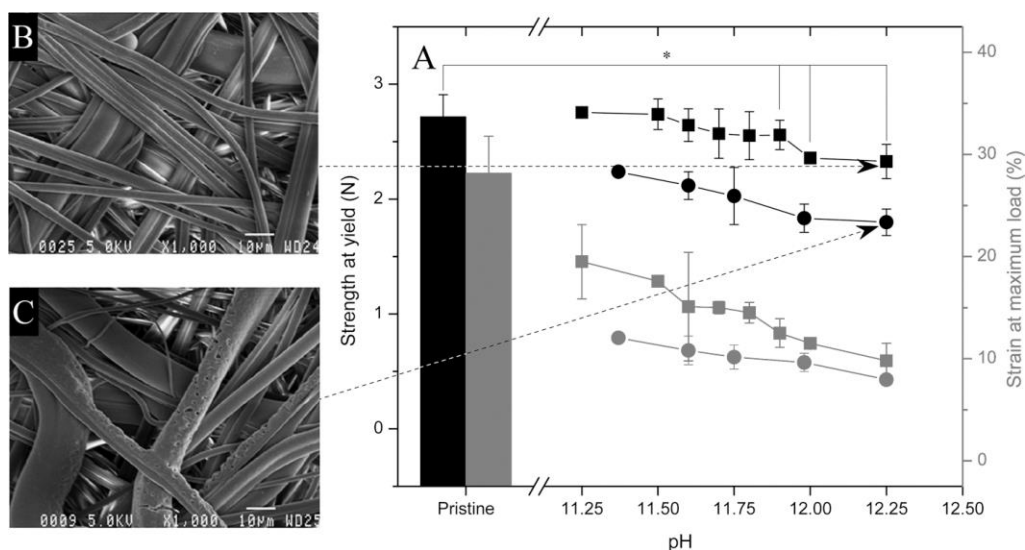 B
0025 5.0KV X1,000 10µm WD24
C
0009 5.0KV X1,000 10µm WD25
A
*
Strength at yield (N)
3
2
1
0
Strain at maximum load (%)
40
30
20
10
0
Pristine 11.25 11.50 11.75 12.00 12.25 12.50
pH